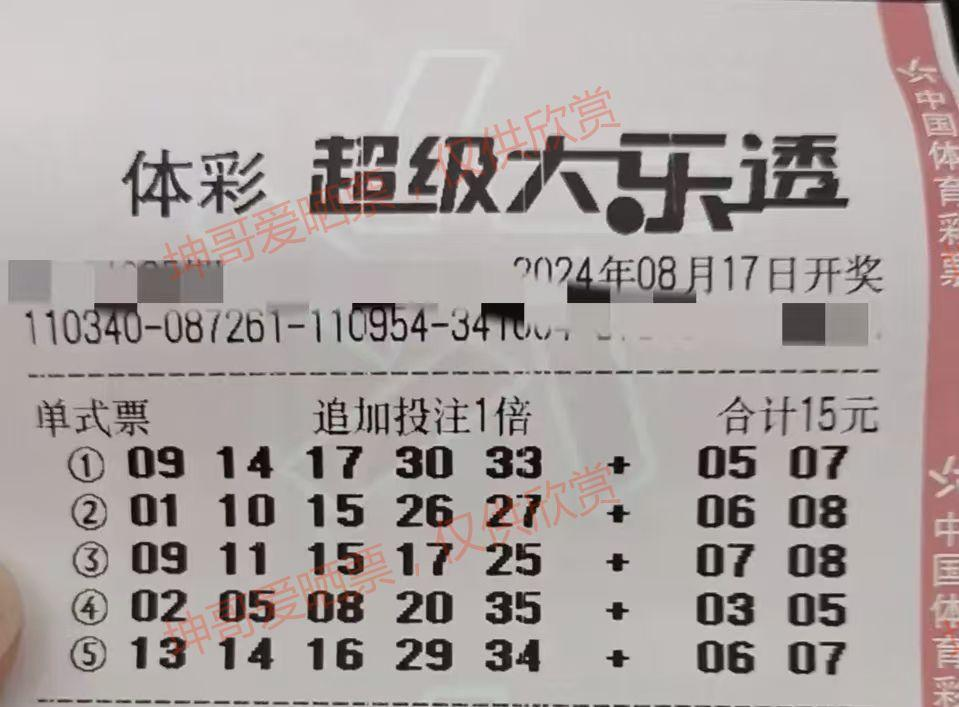 体彩 超级大乐透
坤哥爱晒票，仅供欣赏
2024年08月17日开奖
110340-087261-110954-341
单式票 追加投注1倍 合计15元
① 09 14 17 30 33 + 05 07
② 01 10 15 26 27 + 06 08
③ 09 11 15 17 25 + 07 08
④ 02 05 08 20 35 + 03 05
⑤ 13 14 16 29 34 + 06 07
坤哥爱晒票，仅供欣赏
中国体育彩票
中国体育彩